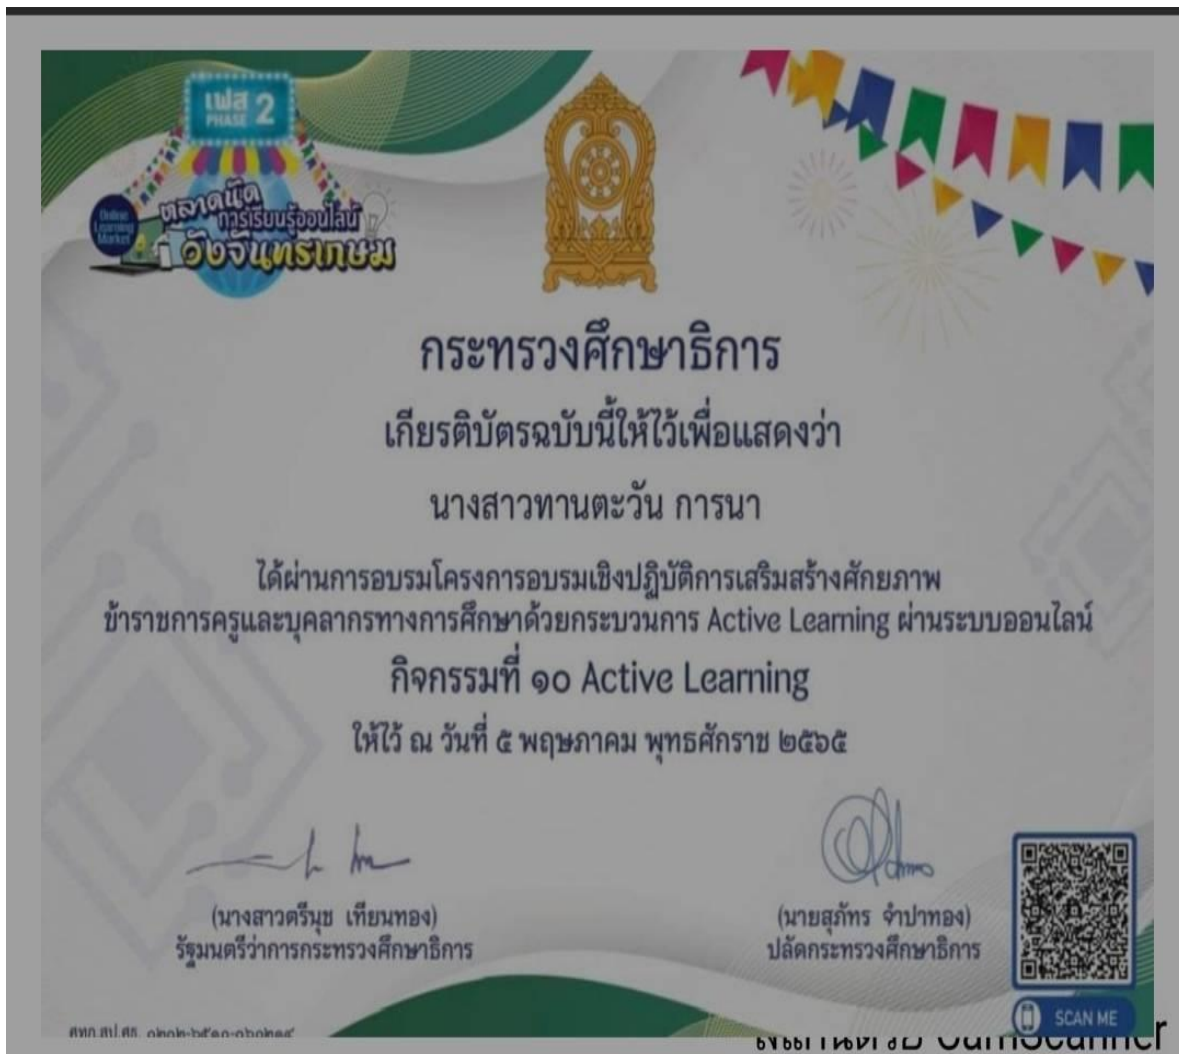 เฟส 2
PHASE
Online
Learning
Market
ตลาดนัด
การเรียนรู้ออนไลน์
วังจันทรเกษม
กระทรวงศึกษาธิการ
เกียรติบัตรฉบับนี้ให้ไว้เพื่อแสดงว่า
นางสาวทานตะวัน การนา
ได้ผ่านการอบรมโครงการอบรมเชิงปฏิบัติการเสริมสร้างศักยภาพ
ข้าราชการครูและบุคลากรทางการศึกษาด้วยกระบวนการ Active Learning ผ่านระบบออนไลน์
กิจกรรมที่ ๑๐ Active Learning
ให้ไว้ ณ วันที่ ๕ พฤษภาคม พุทธศักราช ๒๕๖๕
(นางสาวตรีนุช เทียนทอง)
รัฐมนตรีว่าการกระทรวงศึกษาธิการ
(นายสุภัทร จำปาทอง)
ปลัดกระทรวงศึกษาธิการ
SCAN ME
CamScanner